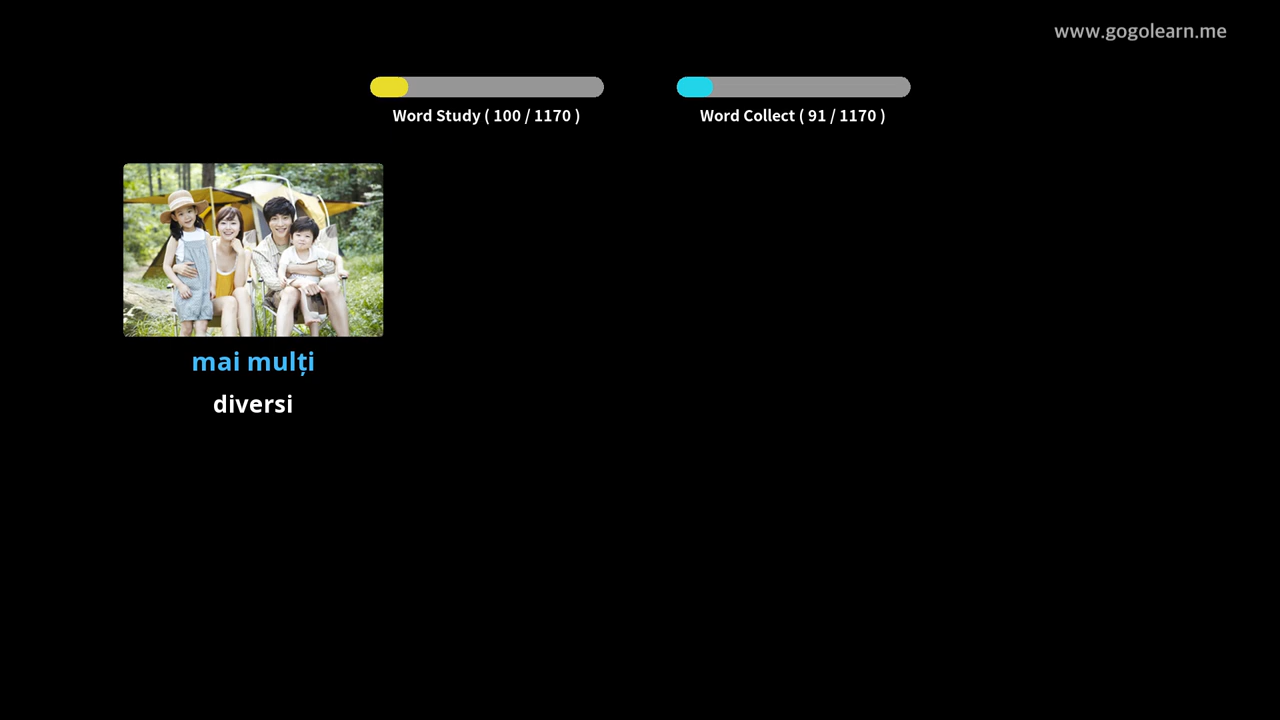 www.gogolearn.me
Word Study ( 100 / 1170 )
Word Collect ( 91 / 1170 )
mai mulți
diversi